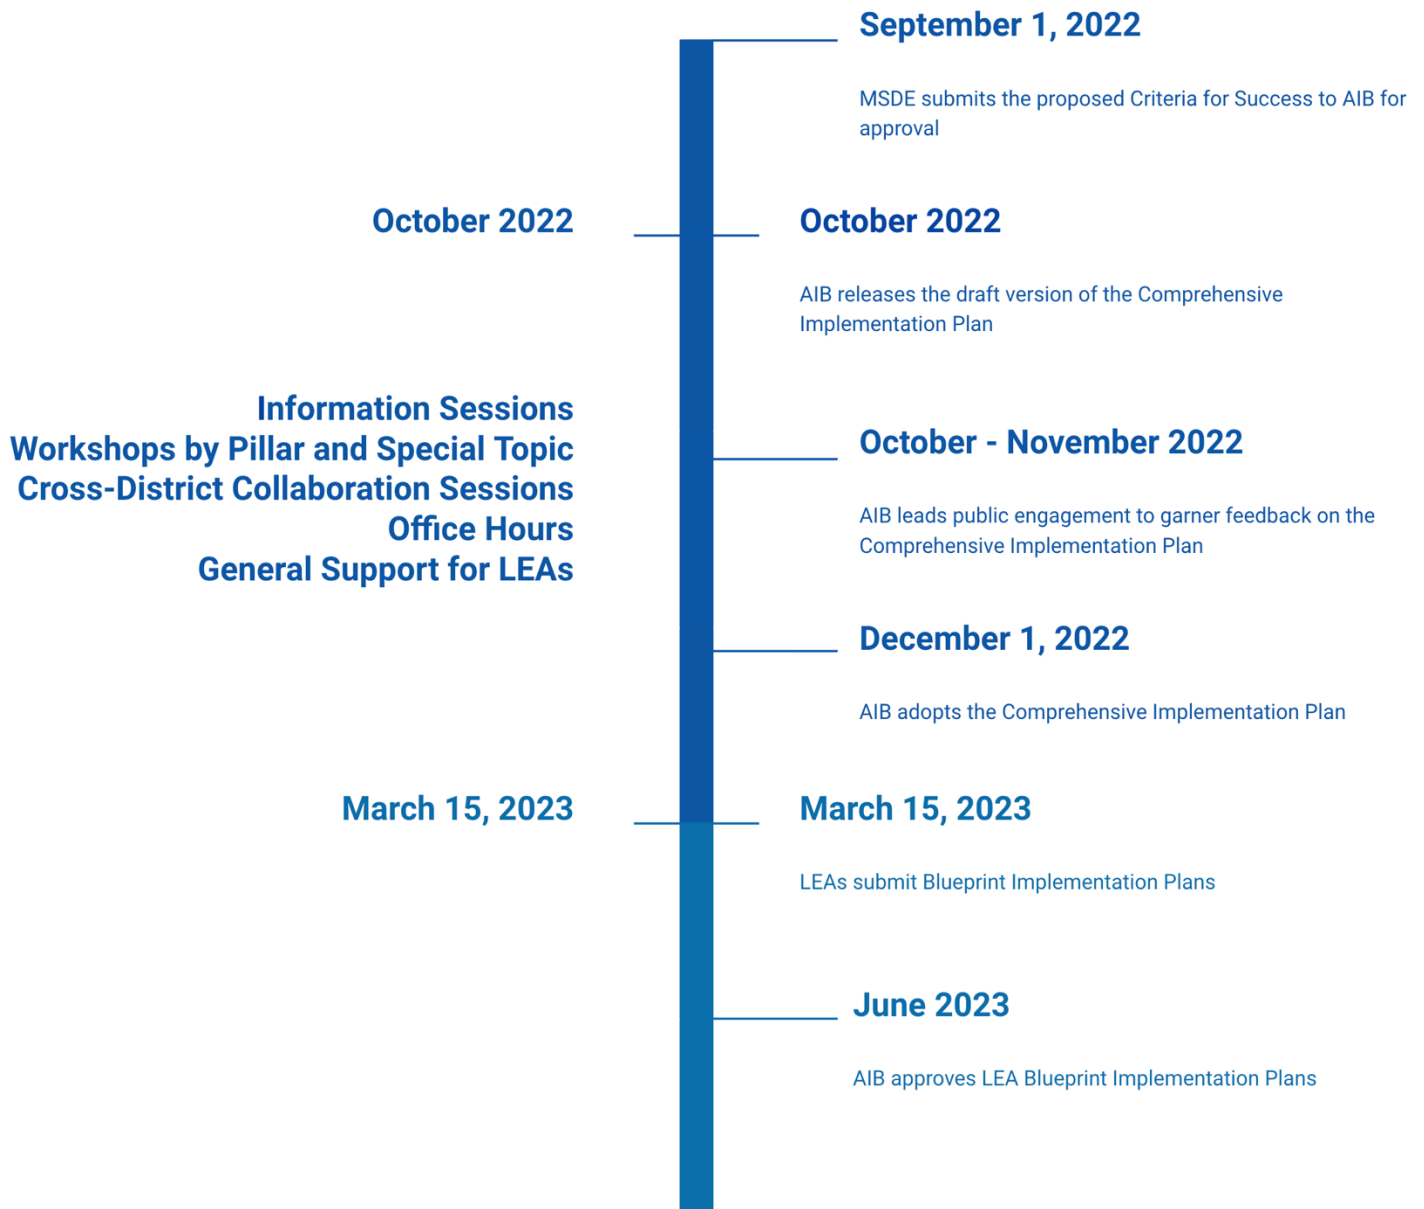 September 1, 2022
MSDE submits the proposed Criteria for Success to AIB for
approval
October 2022
October 2022
AIB releases the draft version of the Comprehensive
Implementation Plan
Information Sessions
Workshops by Pillar and Special Topic
Cross-District Collaboration Sessions
Office Hours
General Support for LEAs
October - November 2022
AIB leads public engagement to garner feedback on the
Comprehensive Implementation Plan
December 1, 2022
AIB adopts the Comprehensive Implementation Plan
March 15, 2023
March 15, 2023
LEAs submit Blueprint Implementation Plans
June 2023
AIB approves LEA Blueprint Implementation Plans